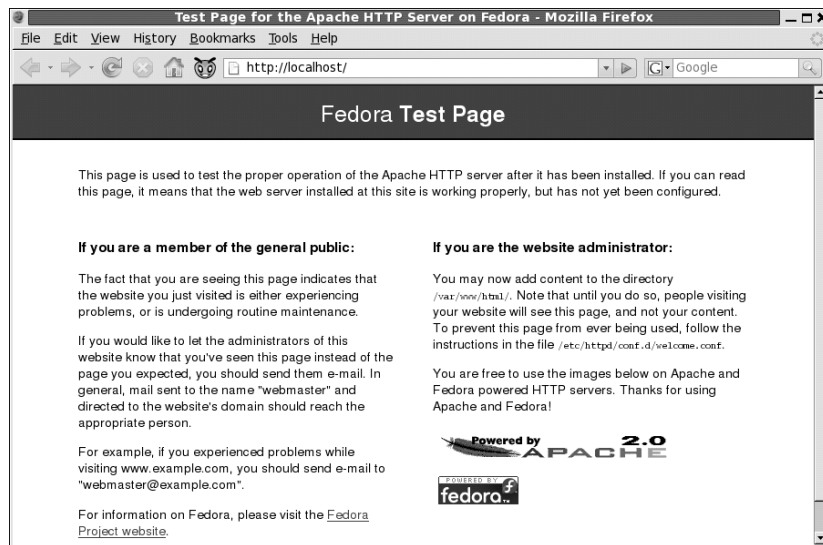 Test Page for the Apache HTTP Server on Fedora - Mozilla Firefox
File Edit View History Bookmarks Tools Help
http://localhost/
G Google
Fedora Test Page
This page is used to test the proper operation of the Apache HTTP server after it has been installed. If you can read
this page, it means that the web server installed at this site is working properly, but has not yet been configured.
If you are a member of the general public:
The fact that you are seeing this page indicates that
the website you just visited is either experiencing
problems, or is undergoing routine maintenance.
If you would like to let the administrators of this
website know that you've seen this page instead of the
page you expected, you should send them e-mail. In
general, mail sent to the name "webmaster" and
directed to the website's domain should reach the
appropriate person.
For example, if you experienced problems while
visiting www.example.com, you should send e-mail to
"webmaster@example.com".
For information on Fedora, please visit the Fedora
Project website.
If you are the website administrator:
You may now add content to the directory
/var/www/html/. Note that until you do so, people visiting
your website will see this page, and not your content.
To prevent this page from ever being used, follow the
instructions in the file /etc/httpd/conf.d/welcome.conf.
You are free to use the images below on Apache and
Fedora powered HTTP servers. Thanks for using
Apache and Fedora!
Powered by 2.0
APACHE
POWERED BY
fedora